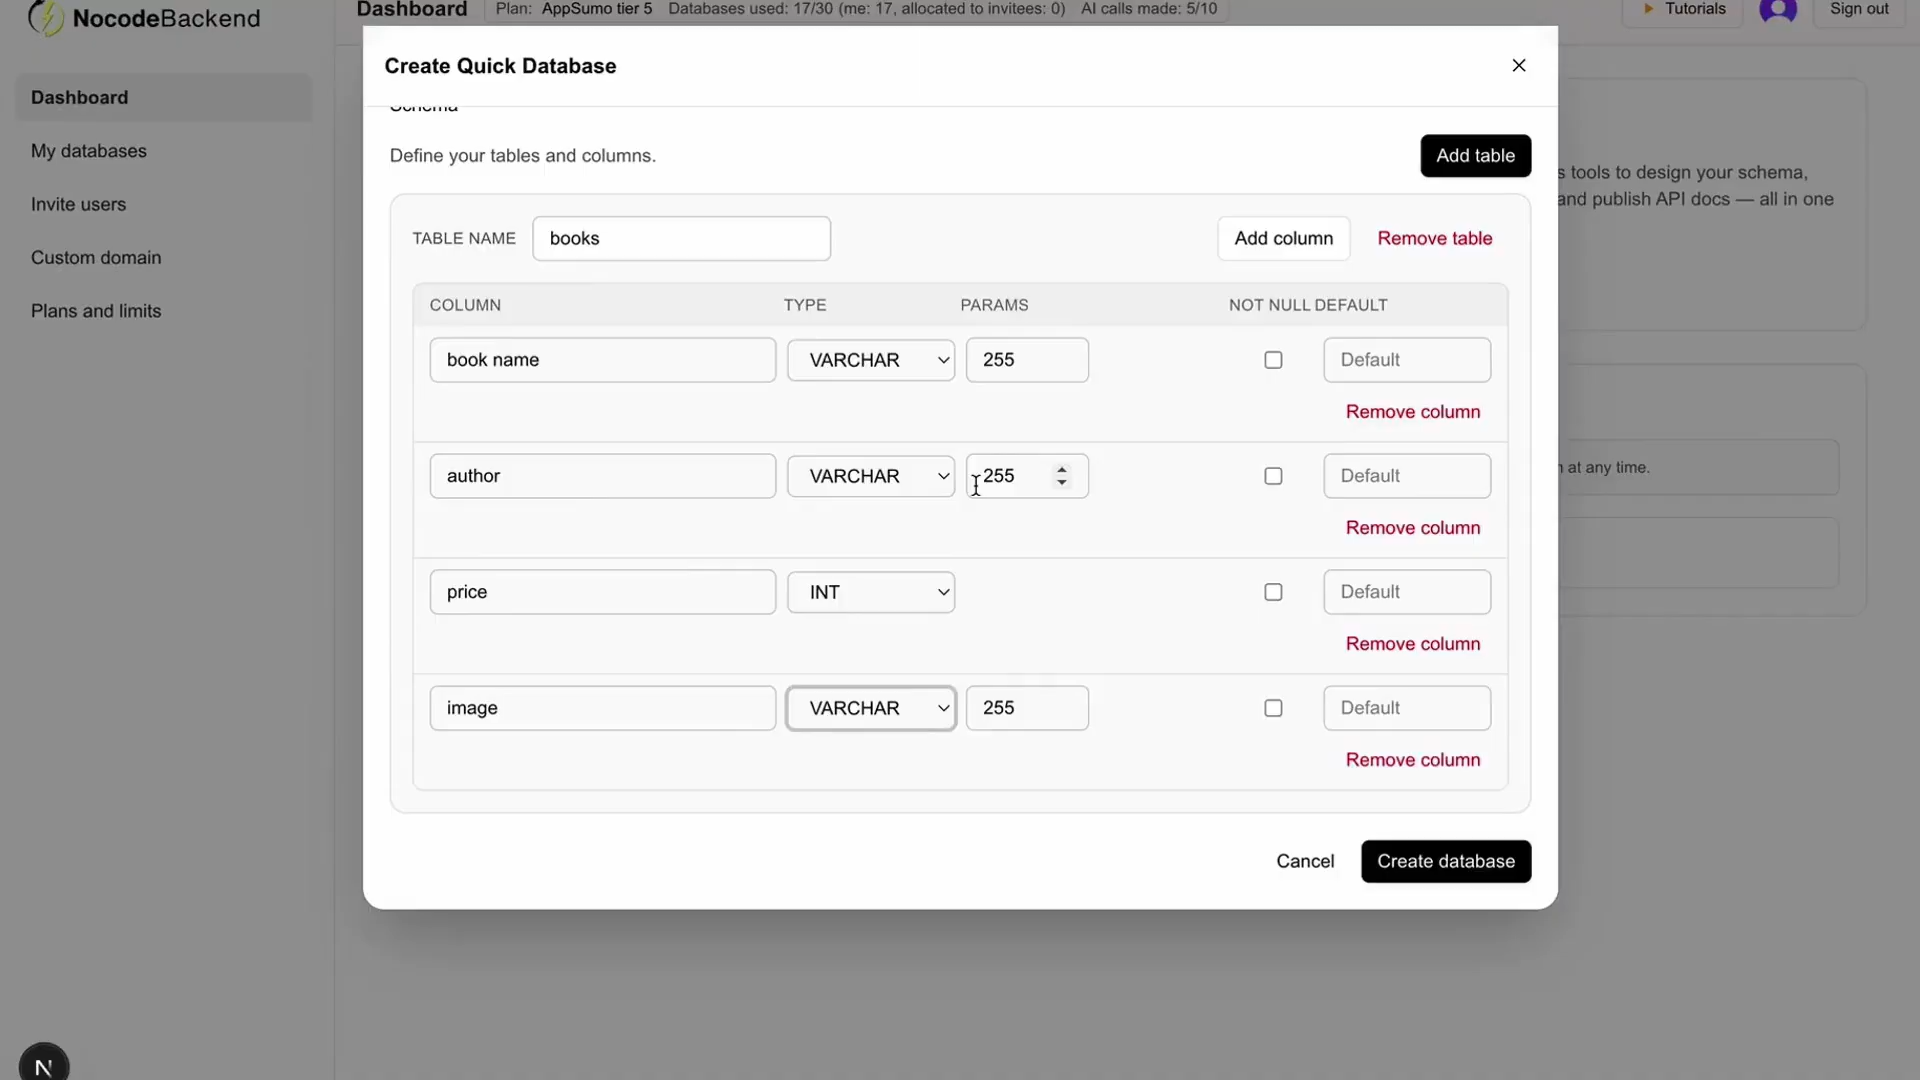 NocodeBackend
Dashboard Plan: AppSumo tier 5 Databases used: 17/30 (me: 17, allocated to invitees: 0) AI calls made: 5/10 Tutorials Sign out
Dashboard
My databases
Invite users
Custom domain
Plans and limits
Create Quick Database
Schema
Define your tables and columns.
Add table
s tools to design your schema,
and publish API docs — all in one
TABLE NAME books Add column Remove table
COLUMN TYPE PARAMS NOT NULL DEFAULT
book name VARCHAR 255 Default
Remove column
author VARCHAR 255 Default
Remove column
n at any time.
price INT Default
Remove column
image VARCHAR 255 Default
Remove column
Cancel Create database
N